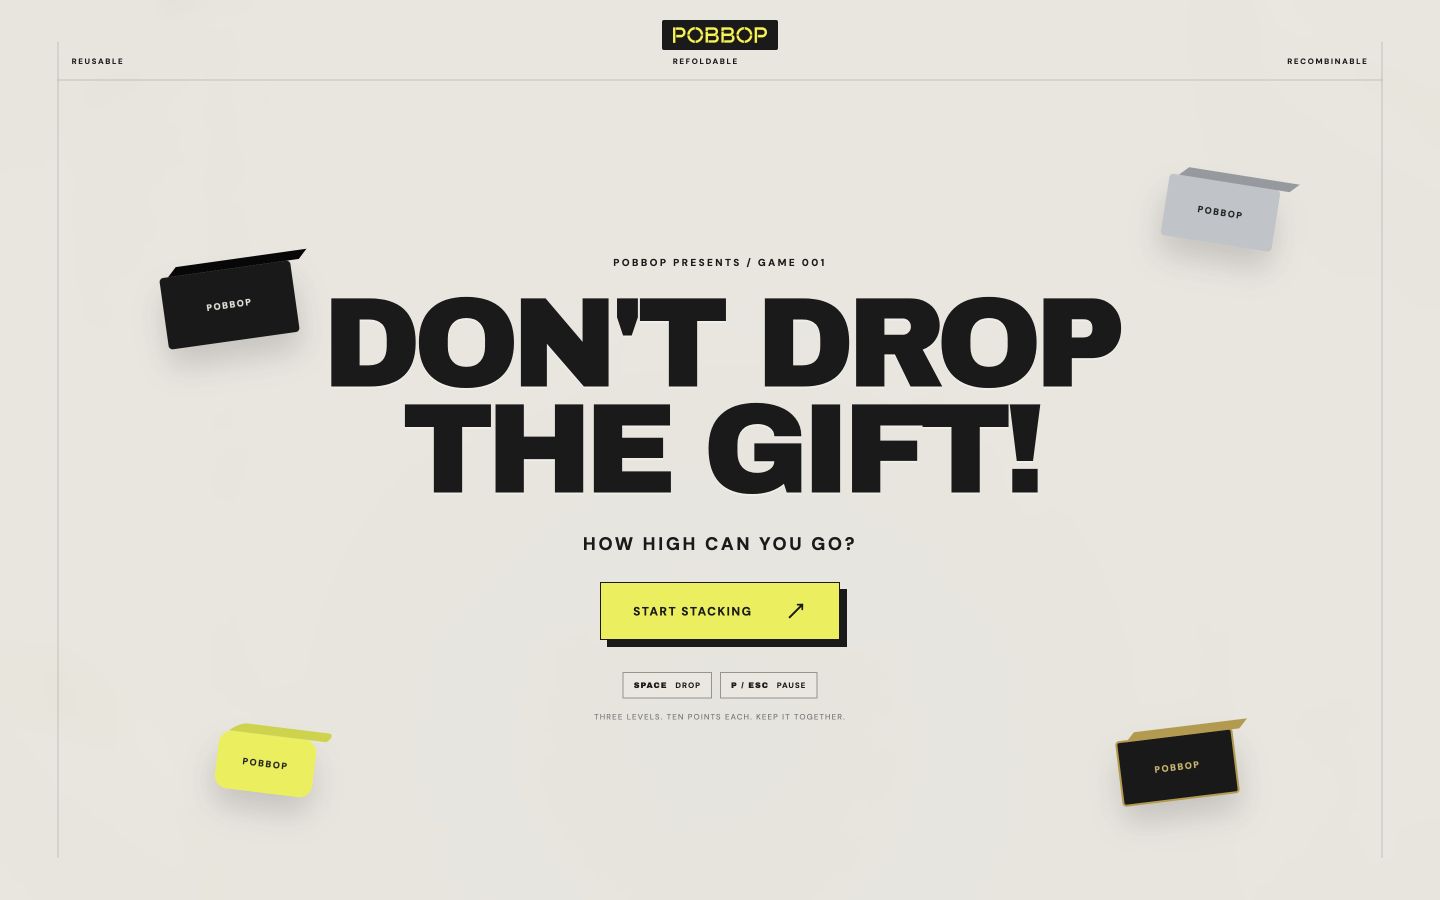 POBBOP
REUSABLE
REFOLDABLE
RECOMBINABLE
POBBOP
POBBOP
POBBOP PRESENTS / GAME 001
DON'T DROP
THE GIFT!
HOW HIGH CAN YOU GO?
START STACKING ↗
SPACE DROP
P / ESC PAUSE
THREE LEVELS. TEN POINTS EACH. KEEP IT TOGETHER.
POBBOP
POBBOP